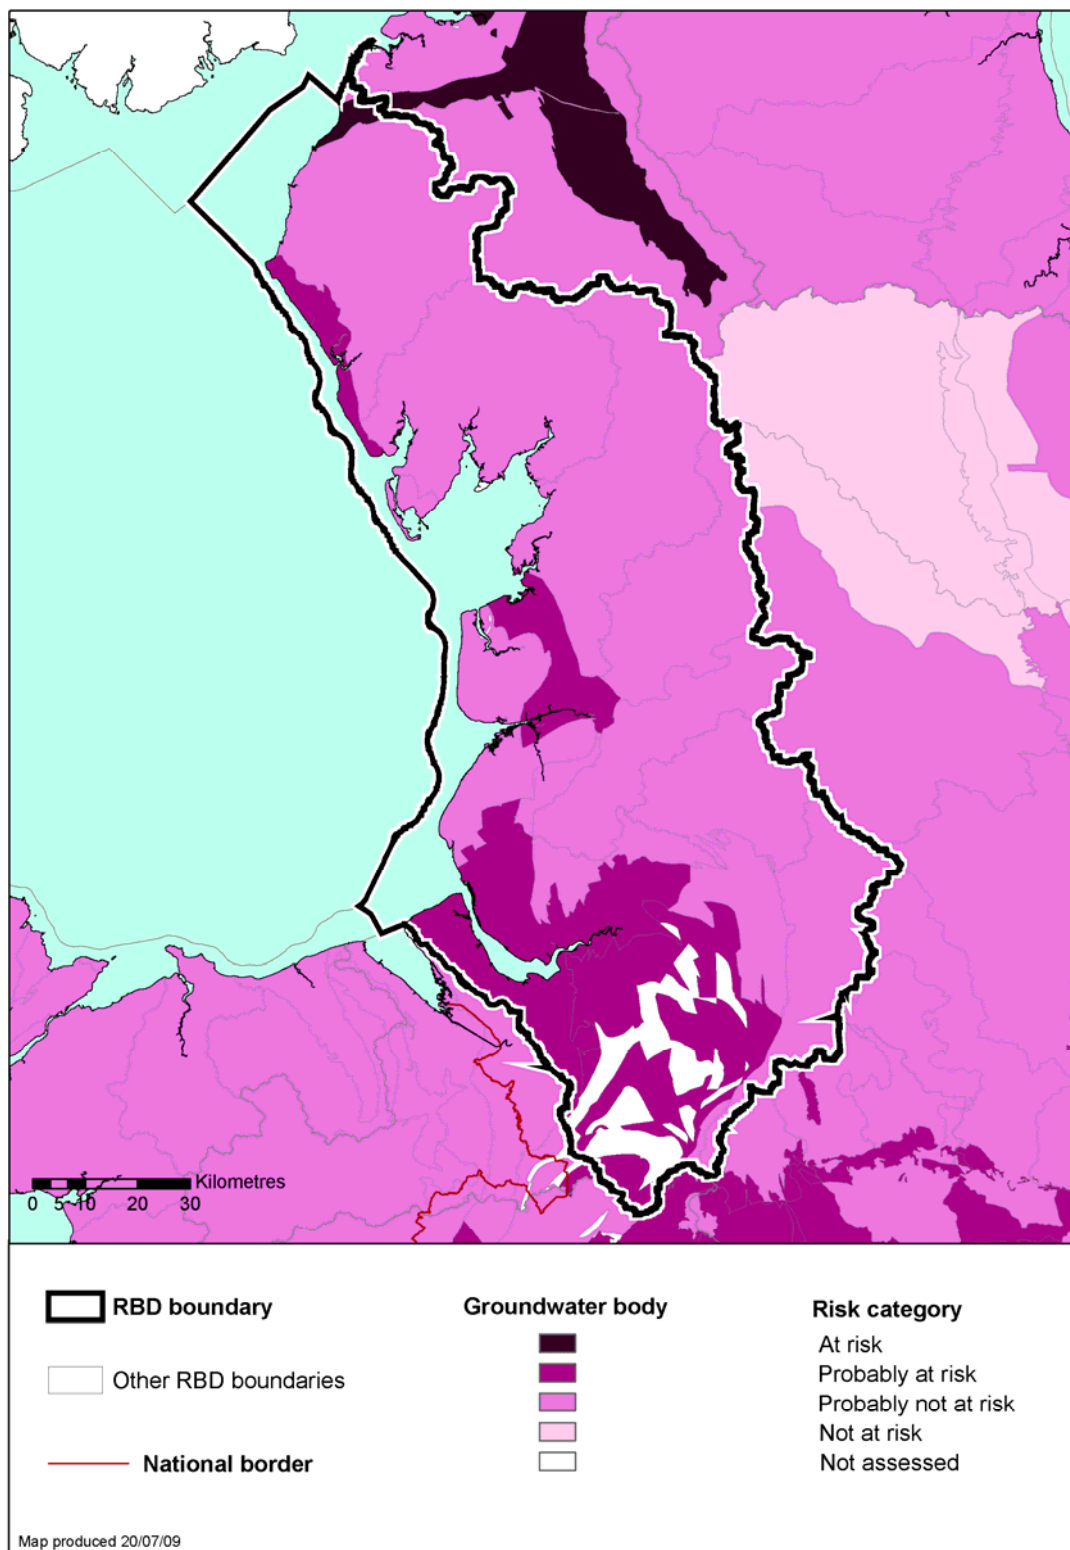 Kilometres
0 5 10 20 30
RBD boundary
Other RBD boundaries
National border
Groundwater body
Risk category
At risk
Probably at risk
Probably not at risk
Not at risk
Not assessed
Map produced 20/07/09